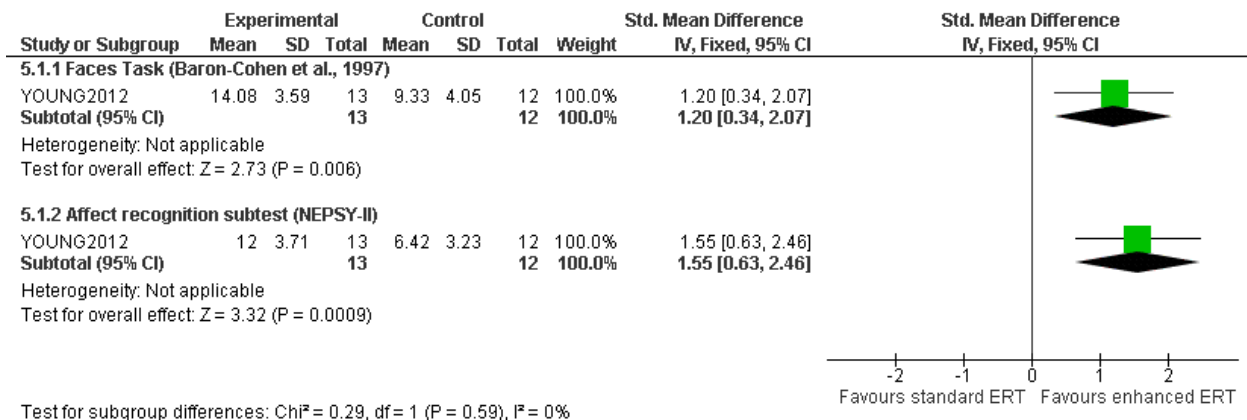 Experimental Control Std. Mean Difference Std. Mean Difference
Study or Subgroup Mean SD Total Mean SD Total Weight IV, Fixed, 95% CI IV, Fixed, 95% CI
5.1.1 Faces Task (Baron-Cohen et al., 1997)
YOUNG2012 14.08 3.59 13 9.33 4.05 12 100.0% 1.20 [0.34, 2.07]
Subtotal (95% CI) 13 12 100.0% 1.20 [0.34, 2.07]
Heterogeneity: Not applicable
Test for overall effect: Z = 2.73 (P = 0.006)
5.1.2 Affect recognition subtest (NEPSY-II)
YOUNG2012 12 3.71 13 6.42 3.23 12 100.0% 1.55 [0.63, 2.46]
Subtotal (95% CI) 13 12 100.0% 1.55 [0.63, 2.46]
Heterogeneity: Not applicable
Test for overall effect: Z = 3.32 (P = 0.0009)
-2 -1 0 1 2
Favours standard ERT Favours enhanced ERT
Test for subgroup differences: Chi² = 0.29, df = 1 (P = 0.59), I² = 0%